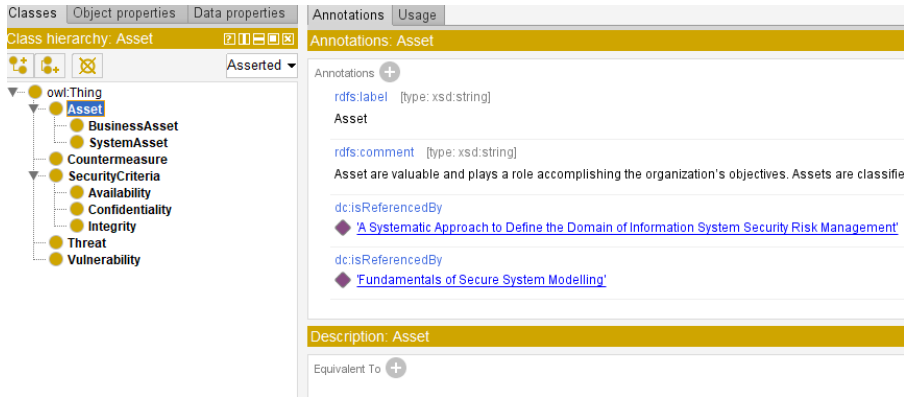 Classes Object properties Data properties
Class hierarchy: Asset
Asserted
owl:Thing
Asset
BusinessAsset
SystemAsset
Countermeasure
SecurityCriteria
Availability
Confidentiality
Integrity
Threat
Vulnerability
Annotations Usage
Annotations: Asset
Annotations
rdfs:label [type: xsd:string]
Asset
rdfs:comment [type: xsd:string]
Asset are valuable and plays a role accomplishing the organization's objectives. Assets are classifie
dc:isReferencedBy
'A Systematic Approach to Define the Domain of Information System Security Risk Management'
dc:isReferencedBy
'Fundamentals of Secure System Modelling'
Description: Asset
Equivalent To